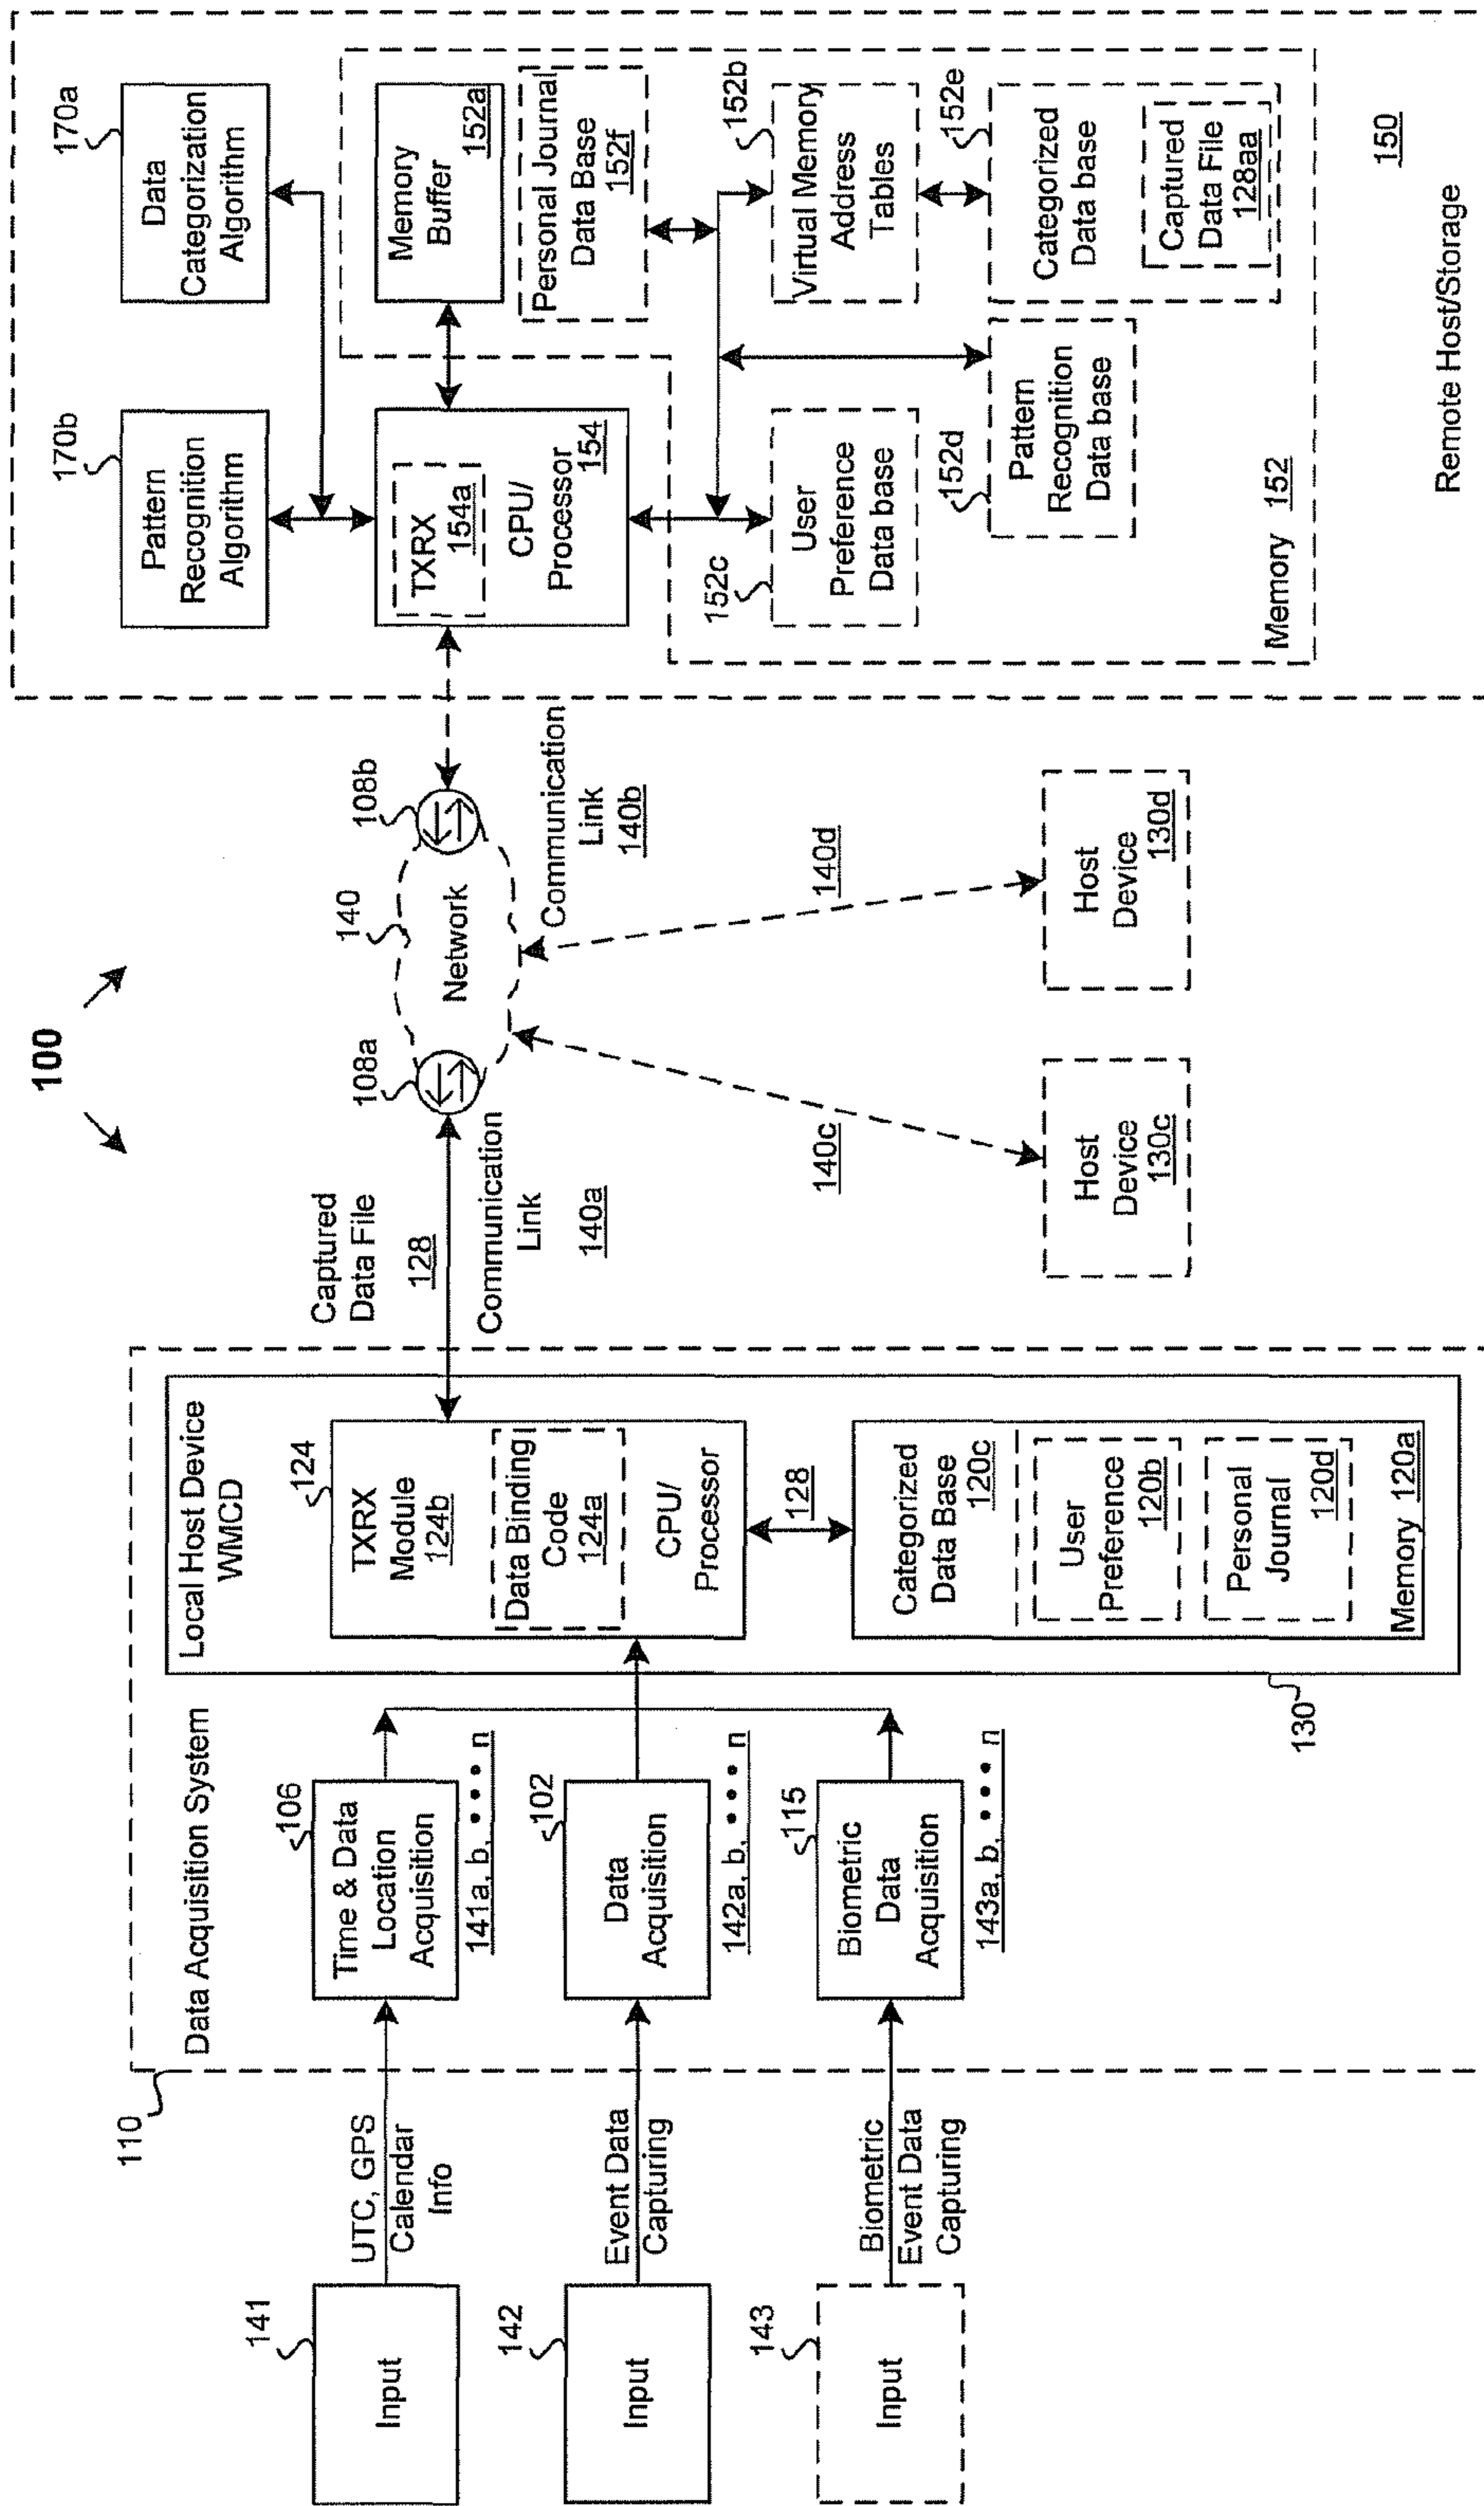 100
110
Data Acquisition System
141
Input
UTC, GPS
Calendar
Info
106
Time & Data
Location
Acquisition
141a, b, ••• n
142
Input
Event Data
Capturing
102
Data
Acquisition
142a, b, ••• n
143
Input
Biometric
Event Data
Capturing
115
Biometric
Data
Acquisition
143a, b, ••• n
130
Local Host Device
WMCD
124
TXRX
Module
124b
Data Binding
Code
124a
CPU/
Processor
128
Categorized
Data Base
120c
User
Preference
120b
Personal
Journal
120d
Memory 120a
Captured
Data File
128
Communication
Link
140a
108a
140
Network
108b
Communication
Link
140b
140c
Host
Device
130c
140d
Host
Device
130d
170b
Pattern
Recognition
Algorithm
170a
Data
Categorization
Algorithm
TXRX
154a
CPU/
Processor
154
Memory
Buffer
152a
Personal Journal
Data Base
152f
152c
User
Preference
Data base
152b
Virtual Memory
Address
Tables
152d
Pattern
Recognition
Data base
152e
Categorized
Data base
Captured
Data File
128aa
Memory 152
150
Remote Host/Storage